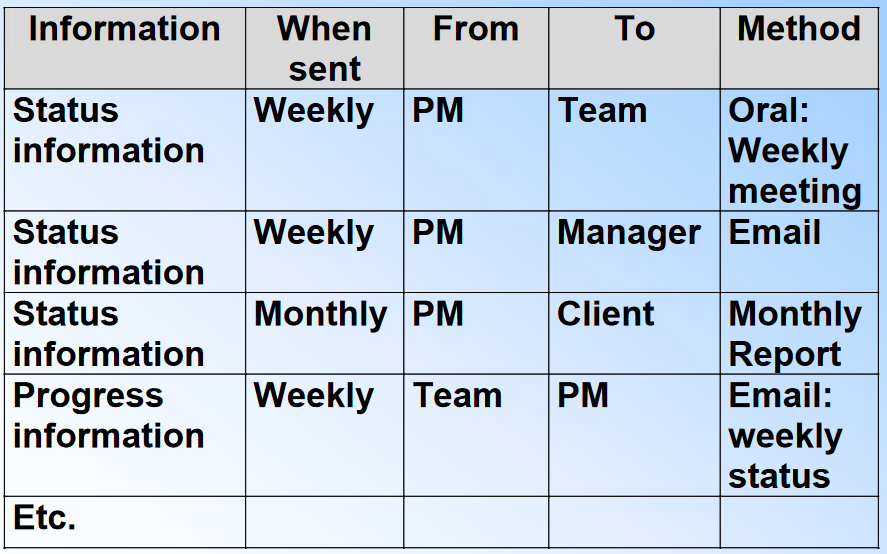 Information When sent From To Method
Status information Weekly PM Team Oral: Weekly meeting
Status information Weekly PM Manager Email
Status information Monthly PM Client Monthly Report
Progress information Weekly Team PM Email: weekly status
Etc.